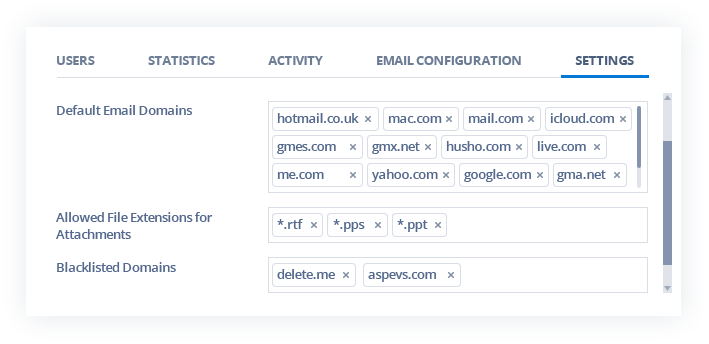 USERS STATISTICS ACTIVITY EMAIL CONFIGURATION SETTINGS
Default Email Domains
hotmail.co.uk × mac.com × mail.com × icloud.com ×
gmes.com × gmx.net × husho.com × live.com ×
me.com × yahoo.com × google.com × gma.net ×
Allowed File Extensions for
Attachments
*.rtf × *.pps × *.ppt ×
Blacklisted Domains
delete.me × aspevs.com ×